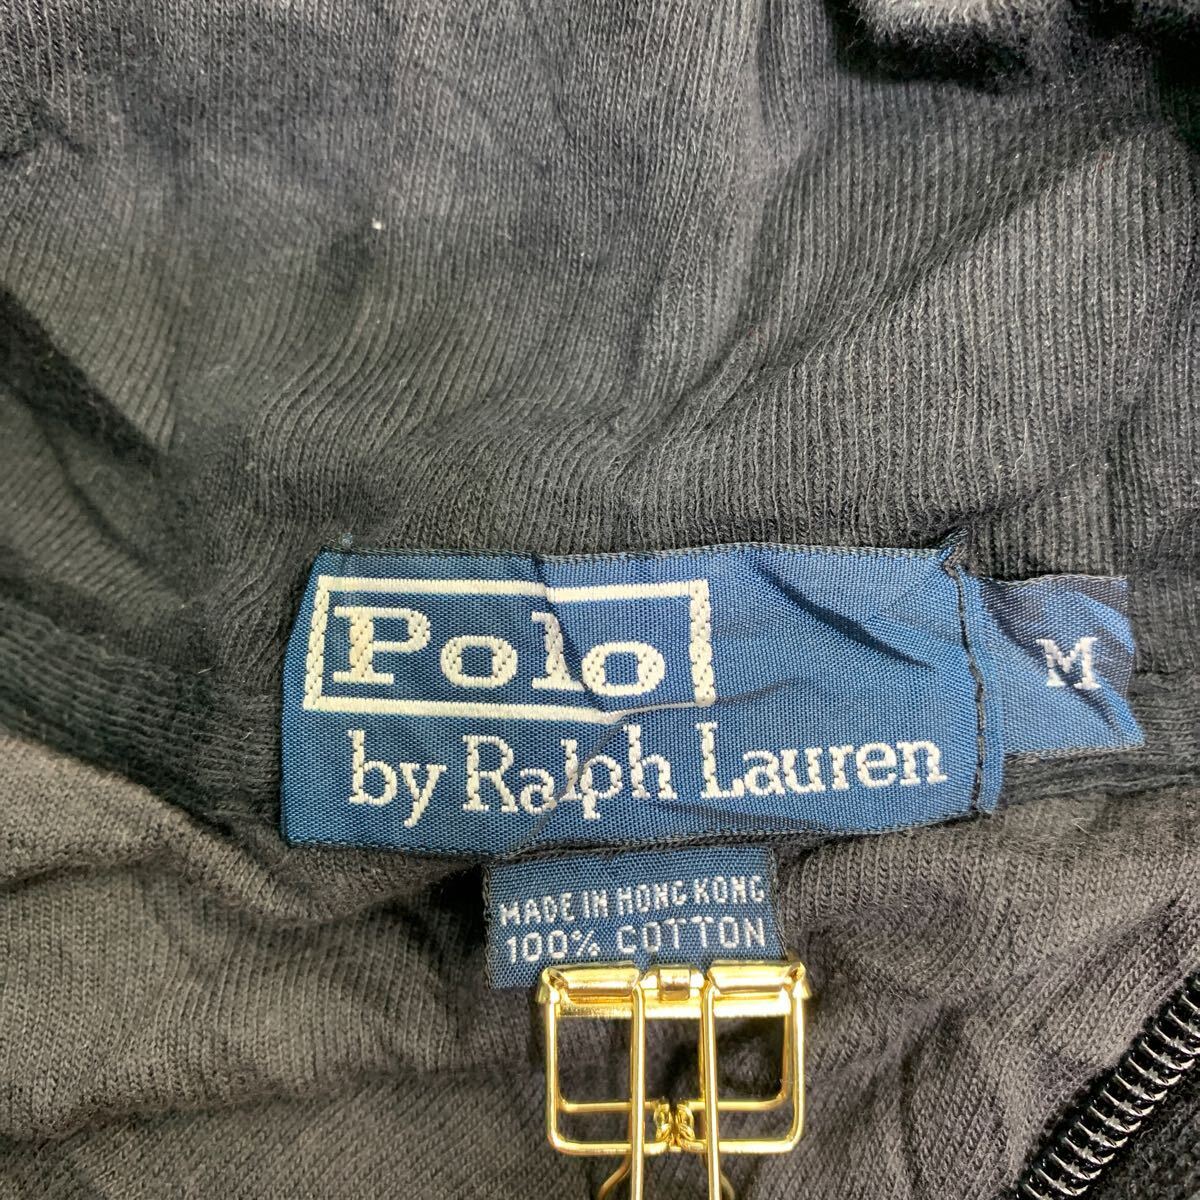 Polo
by Ralph Lauren
M
MADE IN HONG KONG
100% COTTON